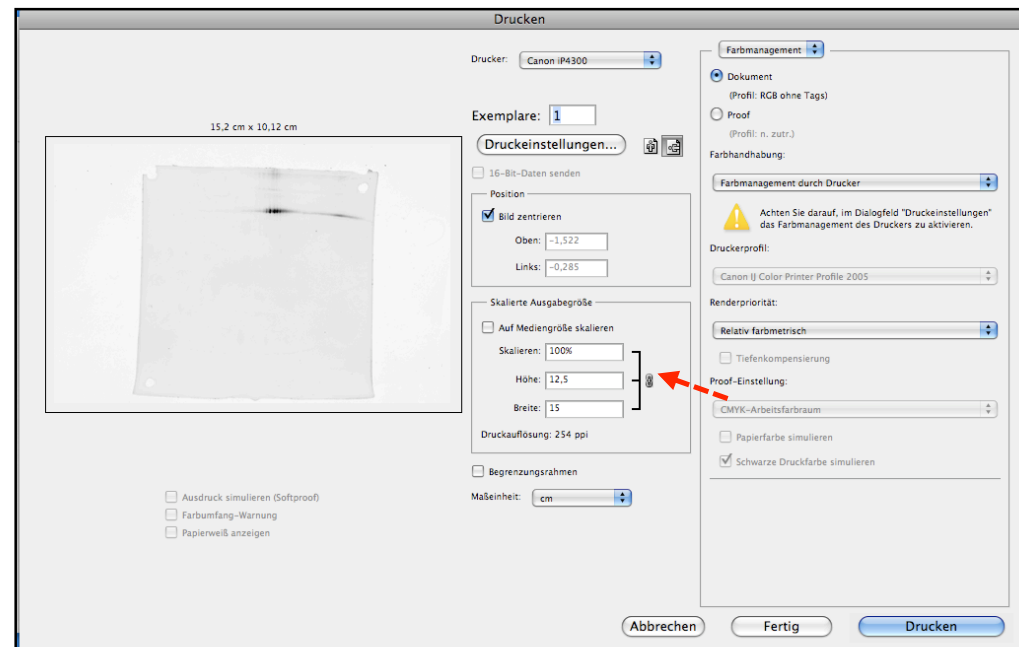 Drucken
15,2 cm x 10,12 cm
Ausdruck simulieren (Softproof)
Farbumfang-Warnung
Papierweiß anzeigen
Drucker: Canon iP4300
Exemplare: 1
Druckeinstellungen...
16-Bit-Daten senden
Position
Bild zentrieren
Oben: -1,522
Links: -0,285
Skalierte Ausgabegröße
Auf Mediengröße skalieren
Skalieren: 100%
Höhe: 12,5
Breite: 15
Druckauflösung: 254 ppi
Begrenzungsrahmen
Maßeinheit: cm
Farbmanagement
Dokument
(Profil: RGB ohne Tags)
Proof
(Profil: n. zutr.)
Farbhandhabung:
Farbmanagement durch Drucker
Achten Sie darauf, im Dialogfeld "Druckeinstellungen"
das Farbmanagement des Druckers zu aktivieren.
Druckerprofil:
Canon IJ Color Printer Profile 2005
Renderpriorität:
Relativ farbmetrisch
Tiefenkompensierung
Proof-Einstellung:
CMYK-Arbeitsfarbraum
Papierfarbe simulieren
Schwarze Druckfarbe simulieren
Abbrechen
Fertig
Drucken